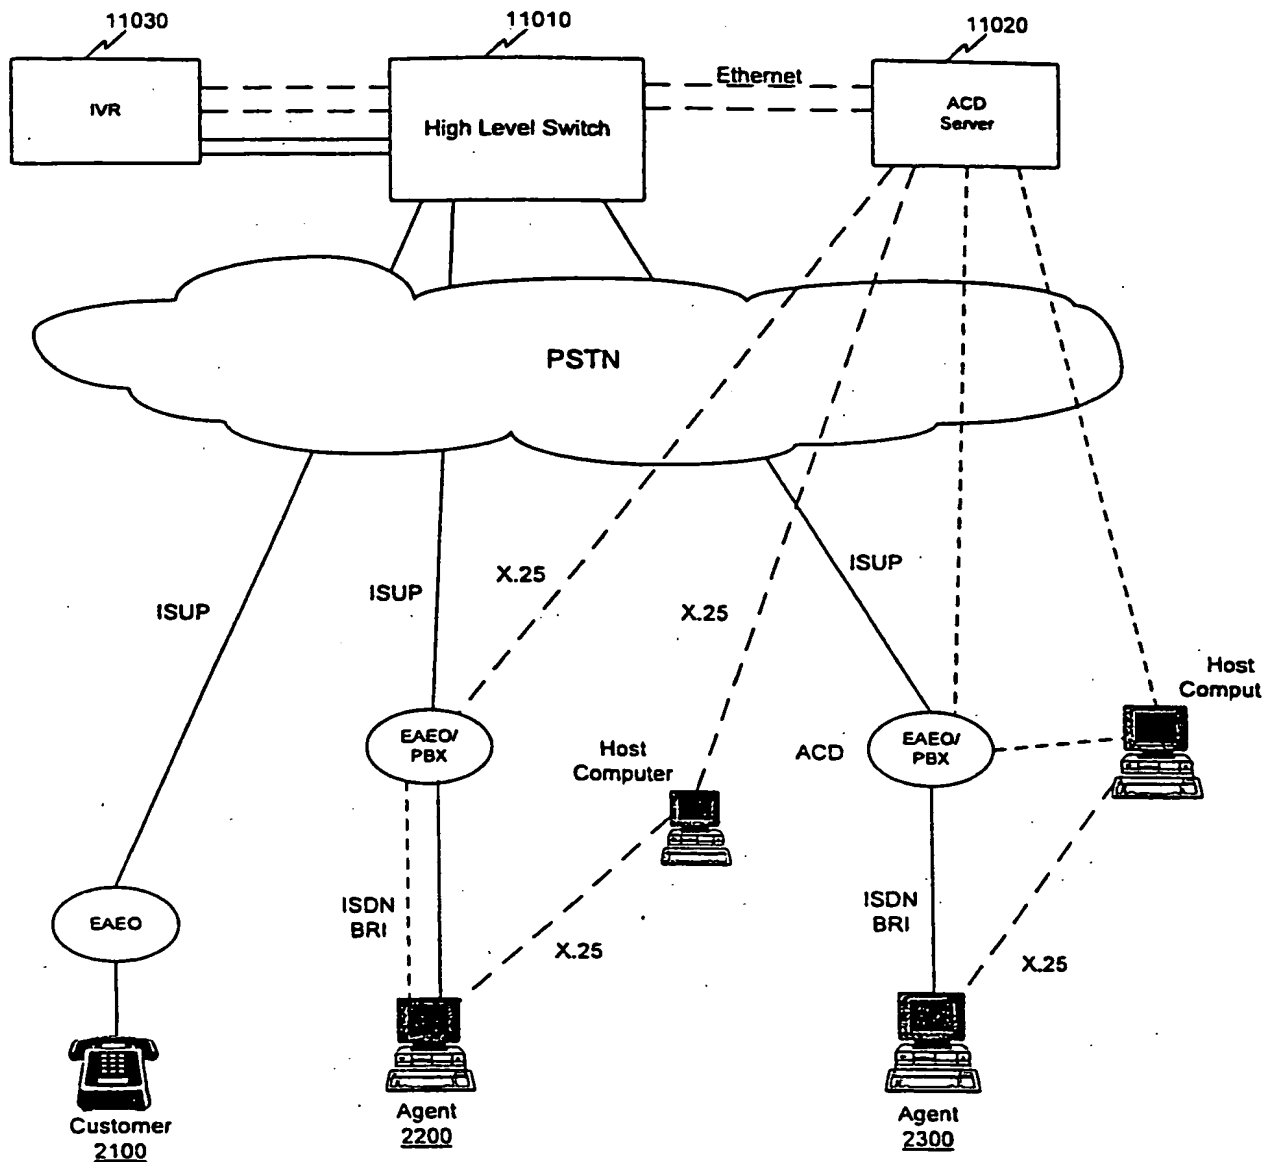 11030
11010
11020
IVR
High Level Switch
Ethernet
ACD
Server
PSTN
ISUP
ISUP
X.25
X.25
ISUP
Host
Comput
EAEO/
PBX
Host
Computer
ACD
EAEO/
PBX
EAEO
ISDN
BRI
X.25
ISDN
BRI
X.25
Customer
2100
Agent
2200
Agent
2300